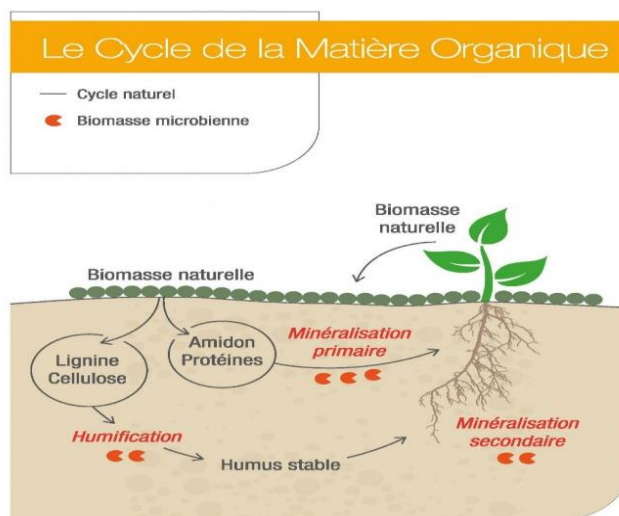 Le Cycle de la Matière Organique
Cycle naturel
Biomasse microbienne
Biomasse
naturelle
Biomasse naturelle
Lignine
Cellulose
Amidon
Protéines
Minéralisation
primaire
Humification
Humus stable
Minéralisation
secondaire